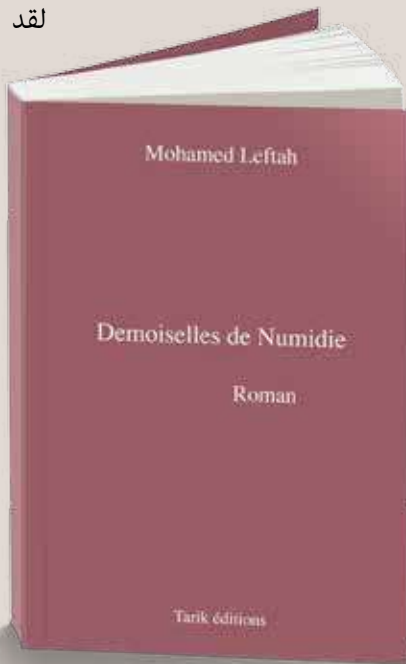 لقد
Mohamed Leftah
Demoiselles de Numidie
Roman
Tarik éditions